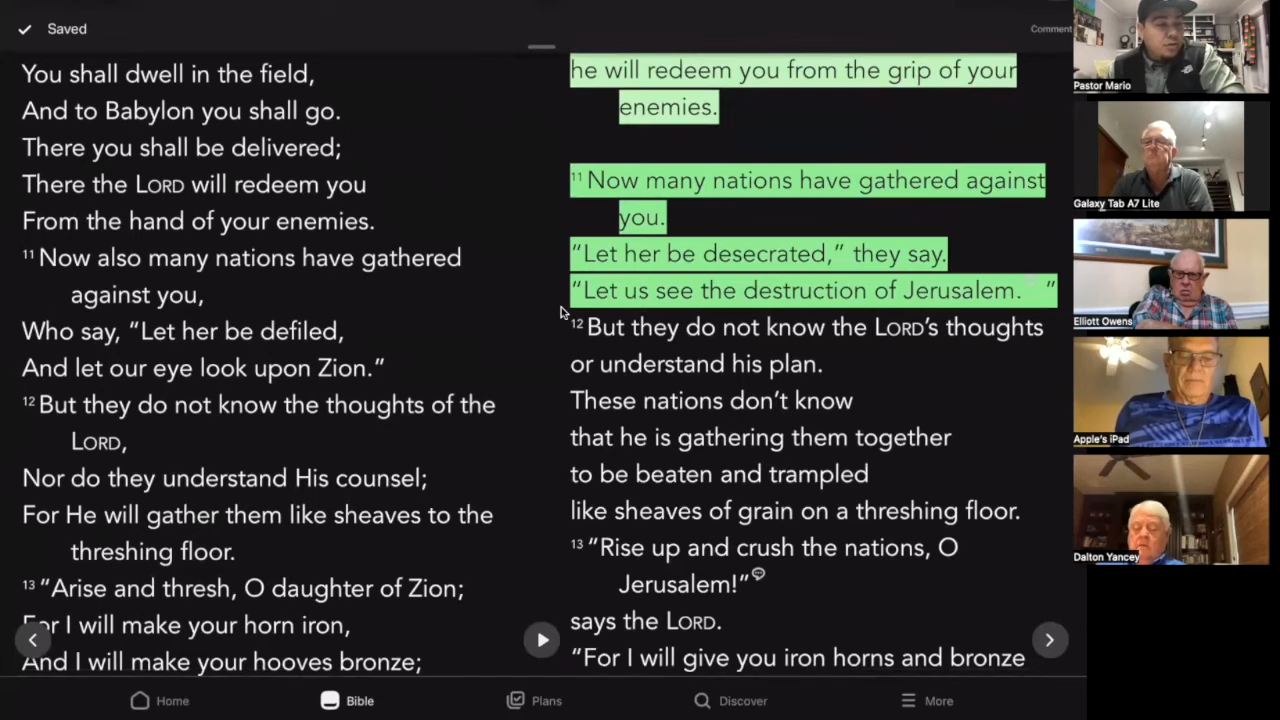 Saved
Comment
You shall dwell in the field,
And to Babylon you shall go.
There you shall be delivered;
There the LORD will redeem you
From the hand of your enemies.
11 Now also many nations have gathered
against you,
Who say, “Let her be defiled,
And let our eye look upon Zion.”
12 But they do not know the thoughts of the
LORD,
Nor do they understand His counsel;
For He will gather them like sheaves to the
threshing floor.
13 “Arise and thresh, O daughter of Zion;
For I will make your horn iron,
And I will make your hooves bronze;
he will redeem you from the grip of your
enemies.
11 Now many nations have gathered against
you.
“Let her be desecrated,” they say.
“Let us see the destruction of Jerusalem.”
12 But they do not know the LORD’s thoughts
or understand his plan.
These nations don’t know
that he is gathering them together
to be beaten and trampled
like sheaves of grain on a threshing floor.
13 “Rise up and crush the nations, O
Jerusalem!”
says the LORD.
“For I will give you iron horns and bronze
Home
Bible
Plans
Discover
More
Pastor Mario
Galaxy Tab A7 Lite
Elliott Owens
Apple's iPad
Dalton Yancey